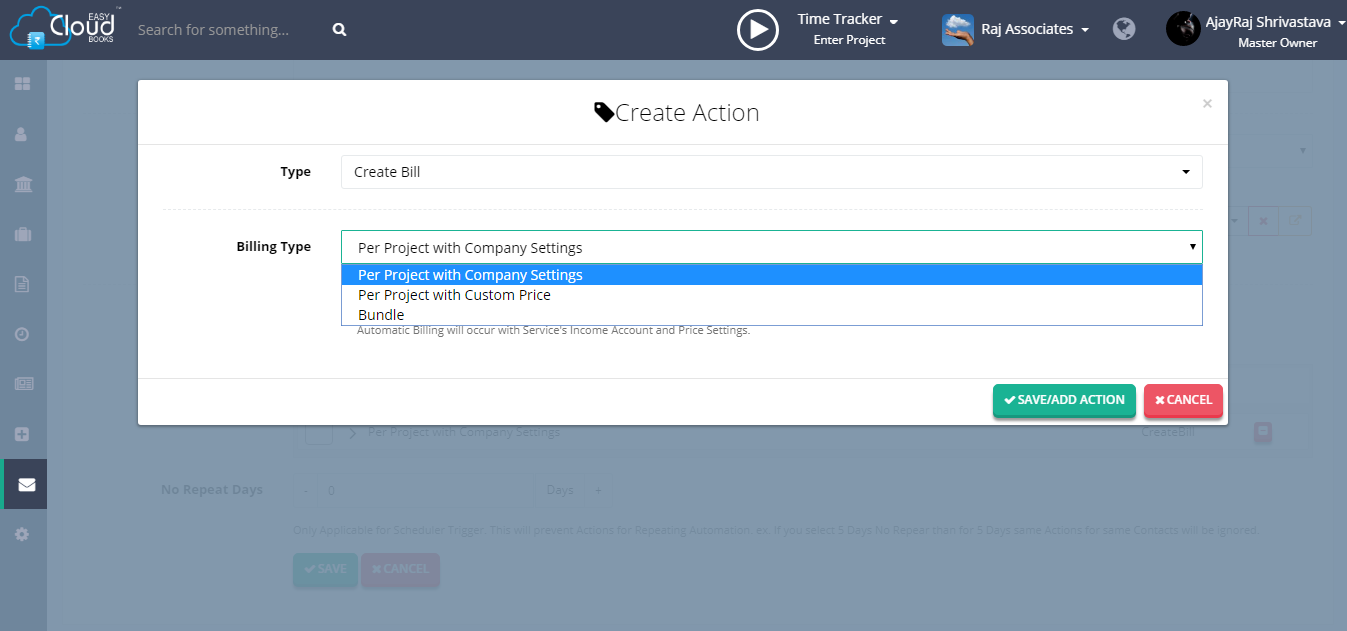 EASY
Cloud™
BOOKS
Search for something...
Time Tracker
Enter Project
Raj Associates
AjayRaj Shrivastava
Master Owner
Create Action
×
Type
Create Bill
Billing Type
Per Project with Company Settings
Per Project with Company Settings
Per Project with Custom Price
Bundle
Automatic Billing will occur with Service's Income Account and Price Settings.
SAVE/ADD ACTION
CANCEL
Per Project with Company Settings
CreateBill
No Repeat Days
-
0
Days
+
Only Applicable for Scheduler Trigger. This will prevent Actions for Repeating Automation, ex. If you select 5 Days No Repear than for 5 Days same Actions for same Contacts will be ignored.
SAVE
CANCEL